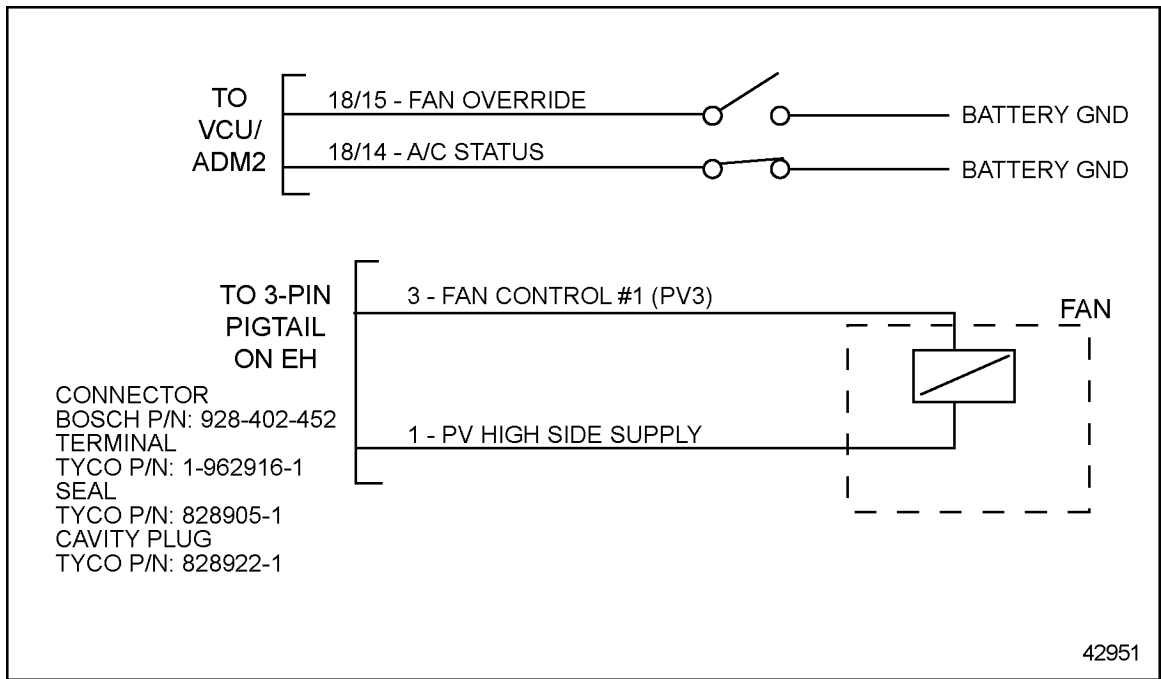 TO
VCU/
ADM2
18/15 - FAN OVERRIDE
BATTERY GND
18/14 - A/C STATUS
BATTERY GND
TO 3-PIN
PIGTAIL
ON EH
3 - FAN CONTROL #1 (PV3)
FAN
1 - PV HIGH SIDE SUPPLY
CONNECTOR
BOSCH P/N: 928-402-452
TERMINAL
TYCO P/N: 1-962916-1
SEAL
TYCO P/N: 828905-1
CAVITY PLUG
TYCO P/N: 828922-1
42951